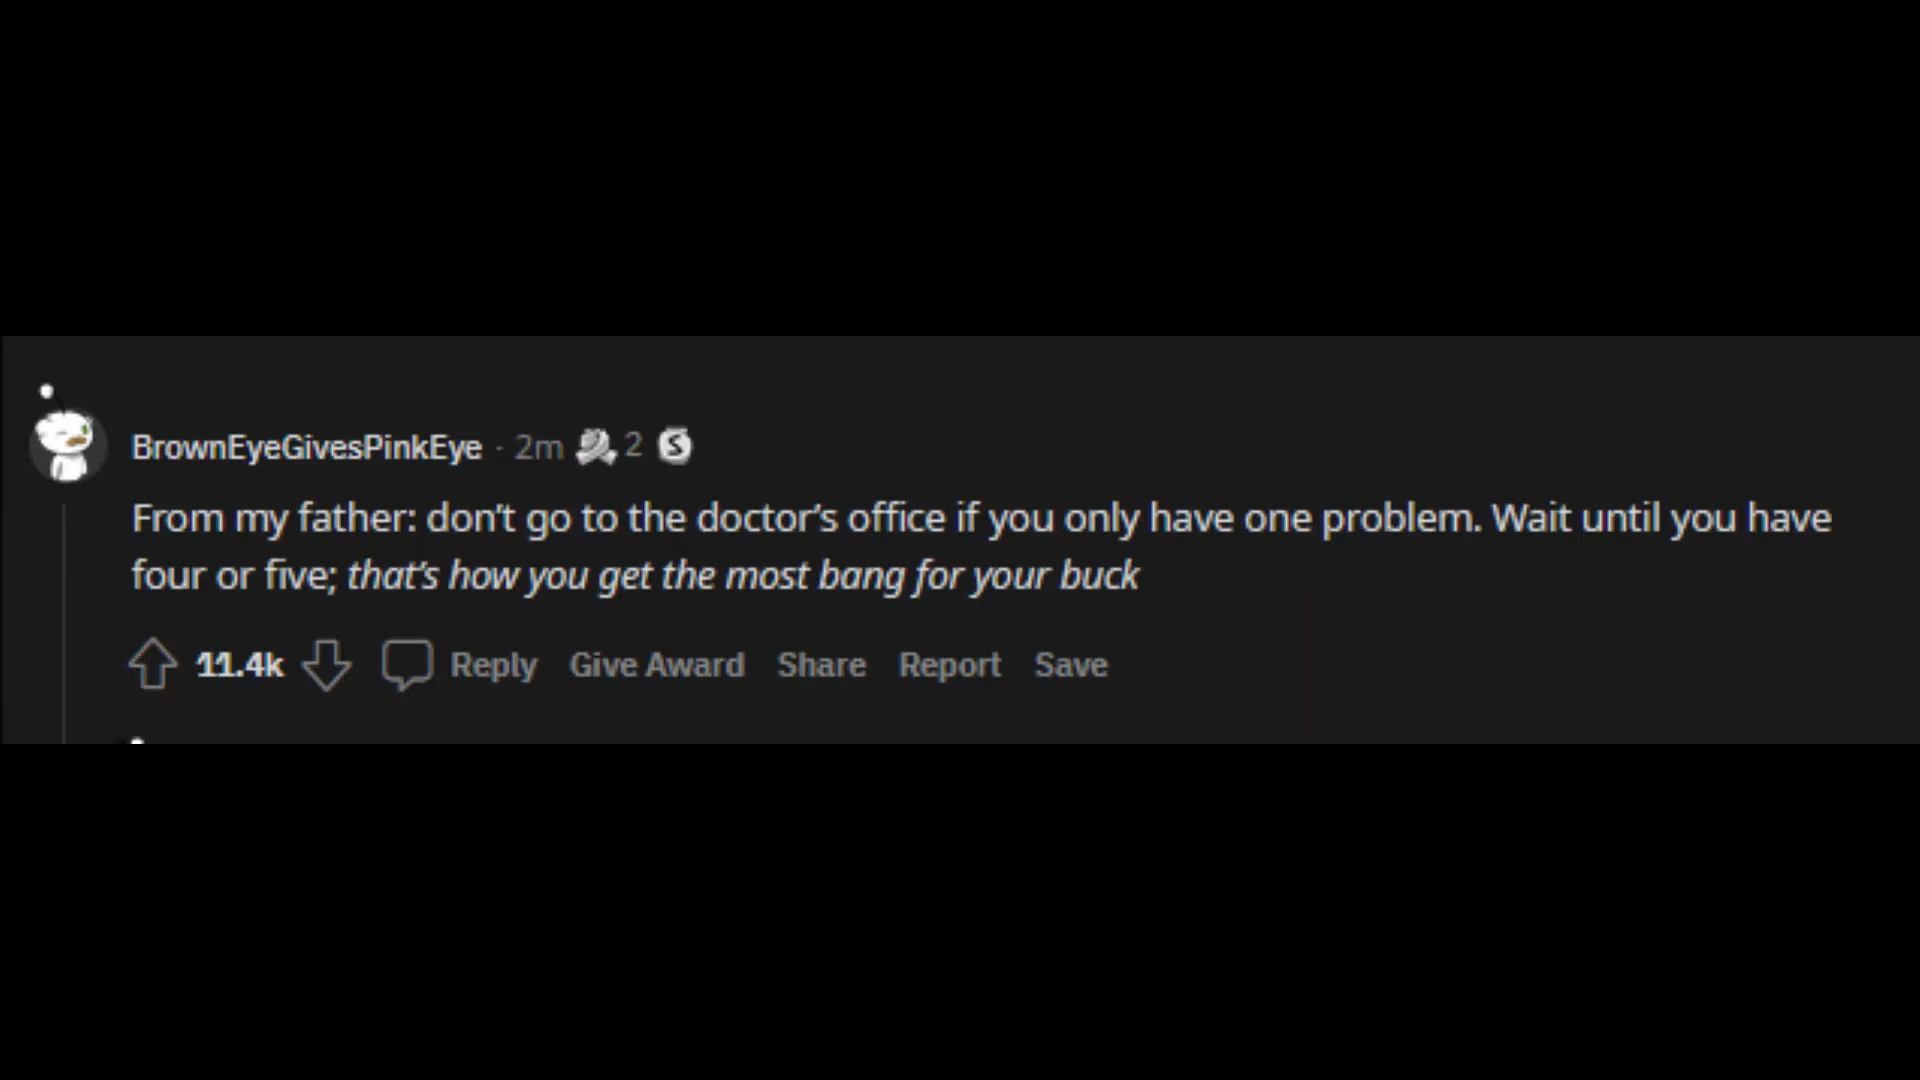 BrownEyeGivesPinkEye · 2m 2 S
From my father: don't go to the doctor's office if you only have one problem. Wait until you have
four or five; that's how you get the most bang for your buck
11.4k Reply Give Award Share Report Save